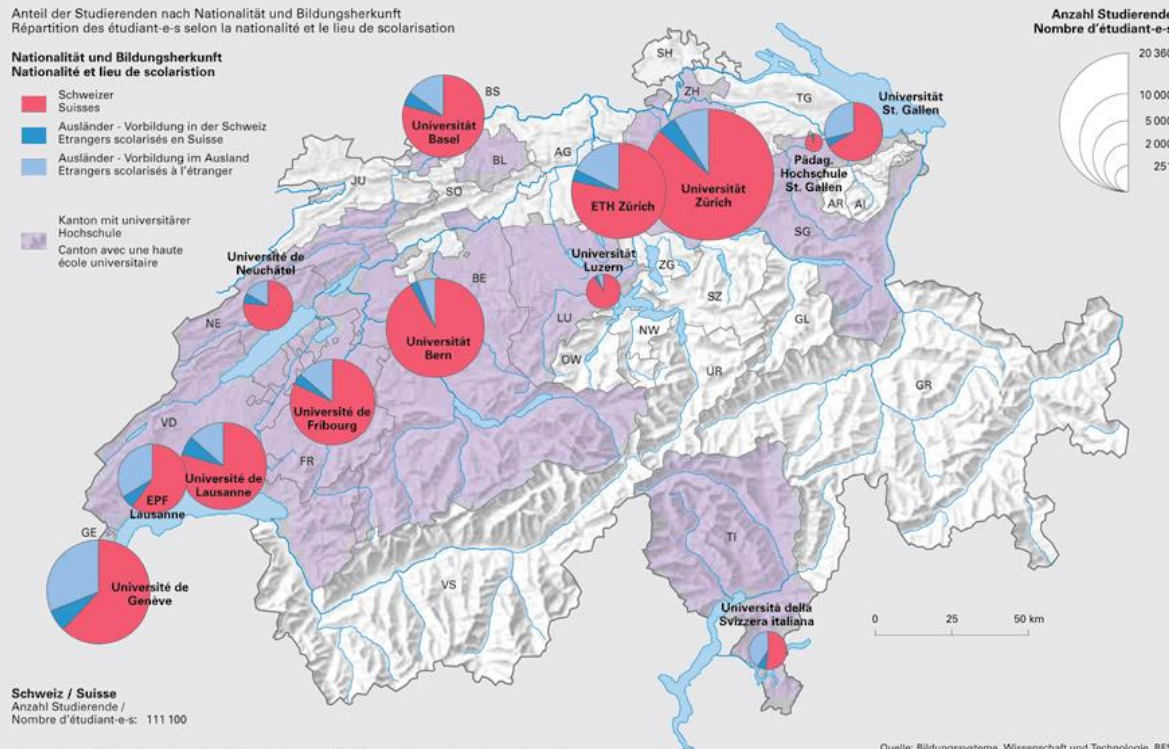 Anteil der Studierenden nach Nationalität und Bildungsherkunft
Répartition des étudiant-e-s selon la nationalité et le lieu de scolarisation
Nationalität und Bildungsherkunft
Nationalité et lieu de scolaristion
Schweizer
Suisses
Ausländer - Vorbildung in der Schweiz
Etrangers scolarisés en Suisse
Ausländer - Vorbildung im Ausland
Etrangers scolarisés à l'étranger
Kanton mit universitärer
Hochschule
Canton avec une haute
école universitaire
Anzahl Studierende
Nombre d'étudiant-e-s
20 360
10 000
5 000
2 000
25
SH
BS
ZH
TG
Universität
St. Gallen
Universität
Basel
BL
AG
JU
SO
ETH Zürich
Universität
Zürich
Pädag.
Hochschule
St. Gallen
AR
AI
SG
Université de
Neuchâtel
NE
BE
Universität
Luzern
ZG
SZ
LU
NW
OW
GL
UR
GR
Universität
Bern
Université de
Fribourg
VD
FR
Université de
Lausanne
EPF
Lausanne
GE
Université de
Genève
VS
TI
Università della
Svizzera italiana
0 25 50 km
Schweiz / Suisse
Anzahl Studierende /
Nombre d'étudiant-e-s: 111 100